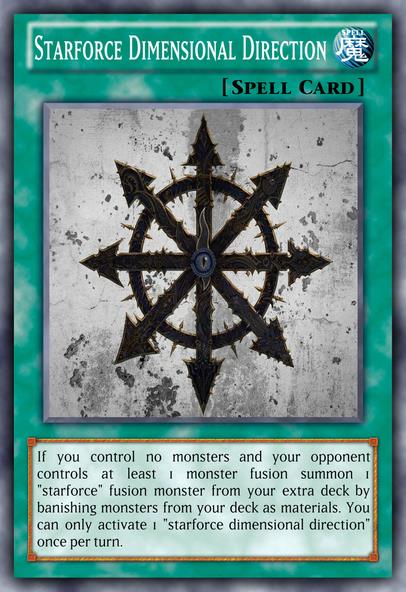 Starforce Dimensional Direction
SPELL
魔
[Spell Card]
If you control no monsters and your opponent
controls at least 1 monster fusion summon 1
"starforce" fusion monster from your extra deck by
banishing monsters from your deck as materials. You
can only activate 1 "starforce dimensional direction"
once per turn.